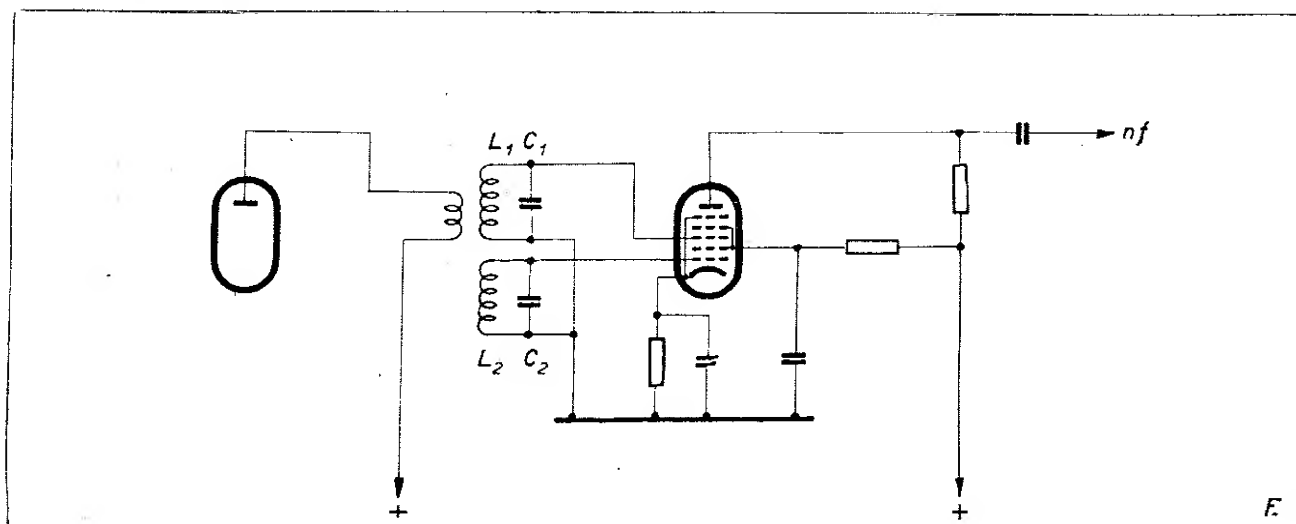 L₁ C₁
nf
L₂ C₂
+ +
F.